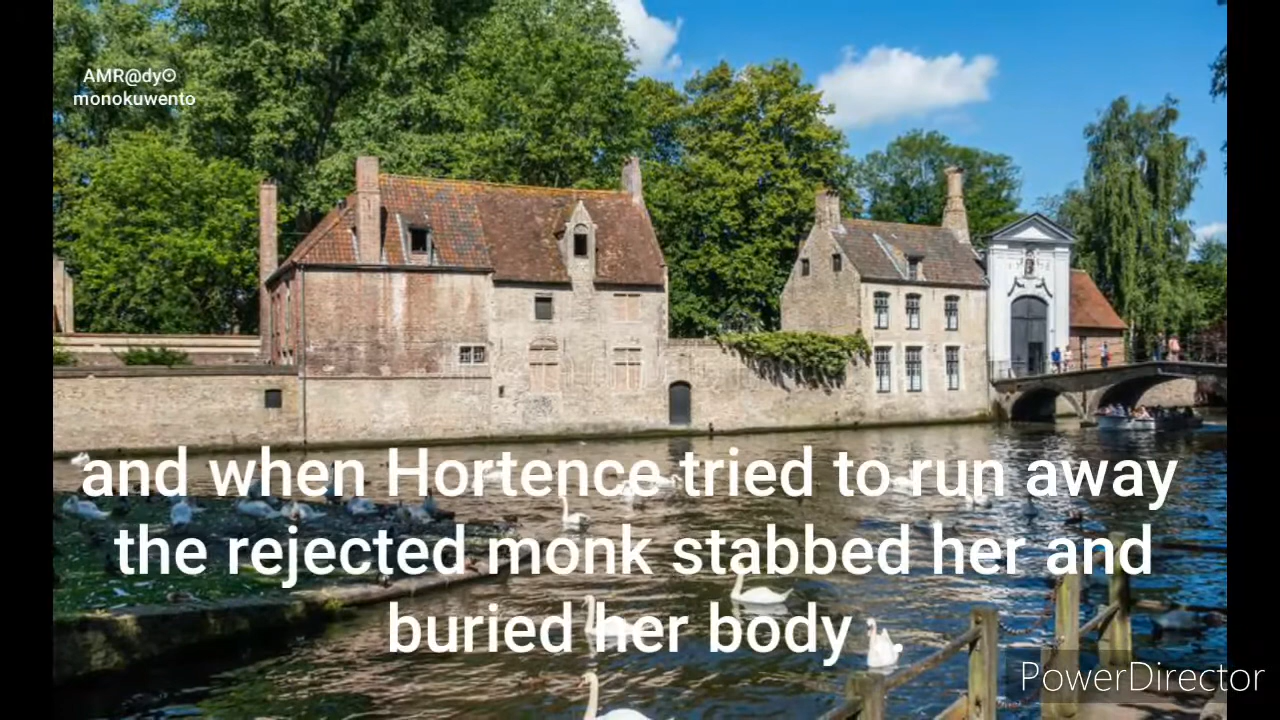 AMR@dy⊙
monokuwento
and when Hortence tried to run away
the rejected monk stabbed her and
buried her body
PowerDirector